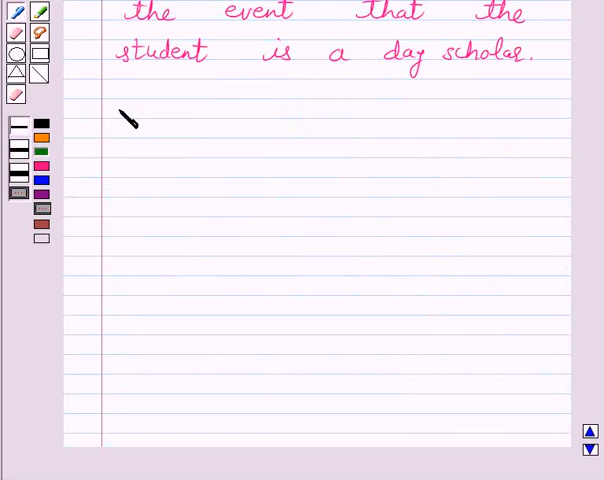 the event that the
student is a day scholar.